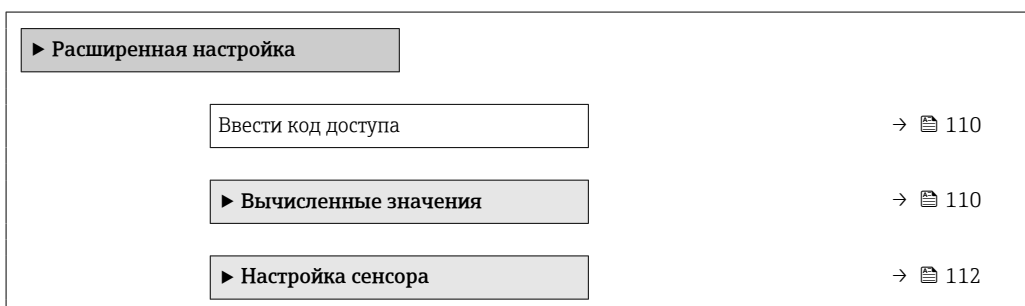 ▶ Расширенная настройка
Ввести код доступа → 110
▶ Вычисленные значения → 110
▶ Настройка сенсора → 112